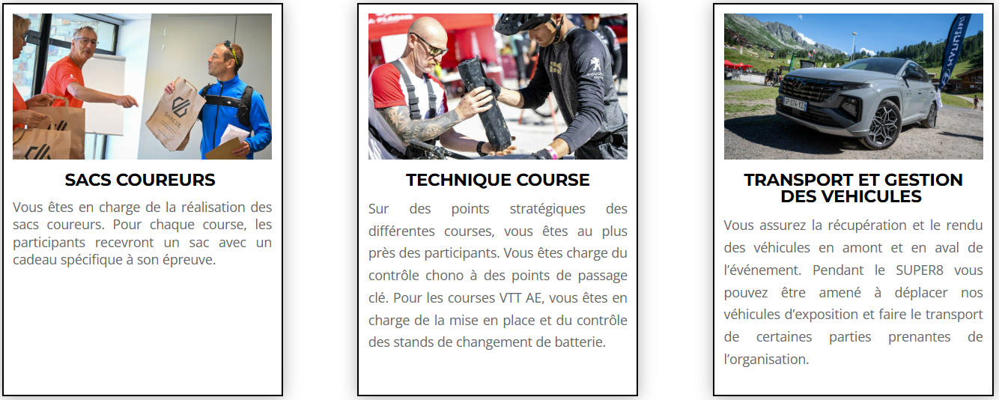 SACS COUREURS
Vous êtes en charge de la réalisation des
sacs coureurs. Pour chaque course, les
participants recevront un sac avec un
cadeau spécifique à son épreuve.
PEUGEOT
TECHNIQUE COURSE
Sur des points stratégiques des
différentes courses, vous êtes au plus
près des participants. Vous êtes charge du
contrôle chono à des points de passage
clé. Pour les courses VTT AE, vous êtes en
charge de la mise en place et du contrôle
des stands de changement de batterie.
HYUNDAI
TRANSPORT ET GESTION
DES VEHICULES
Vous assurez la récupération et le rendu
des véhicules en amont et en aval de
l’événement. Pendant le SUPER8 vous
pouvez être amené à déplacer nos
véhicules d’exposition et faire le transport
de certaines parties prenantes de
l’organisation.